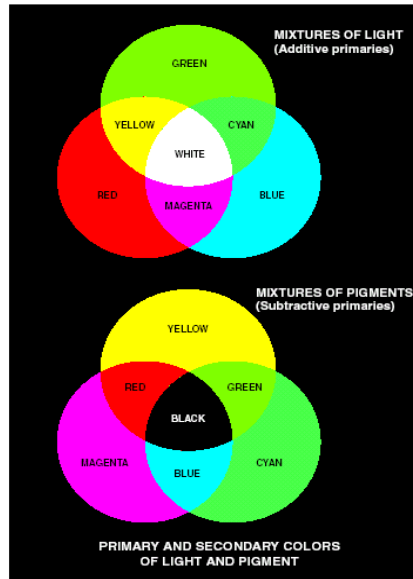 MIXTURES OF LIGHT
(Additive primaries)
GREEN
YELLOW
CYAN
WHITE
RED
BLUE
MAGENTA
MIXTURES OF PIGMENTS
(Subtractive primaries)
YELLOW
RED
GREEN
BLACK
MAGENTA
CYAN
BLUE
PRIMARY AND SECONDARY COLORS
OF LIGHT AND PIGMENT